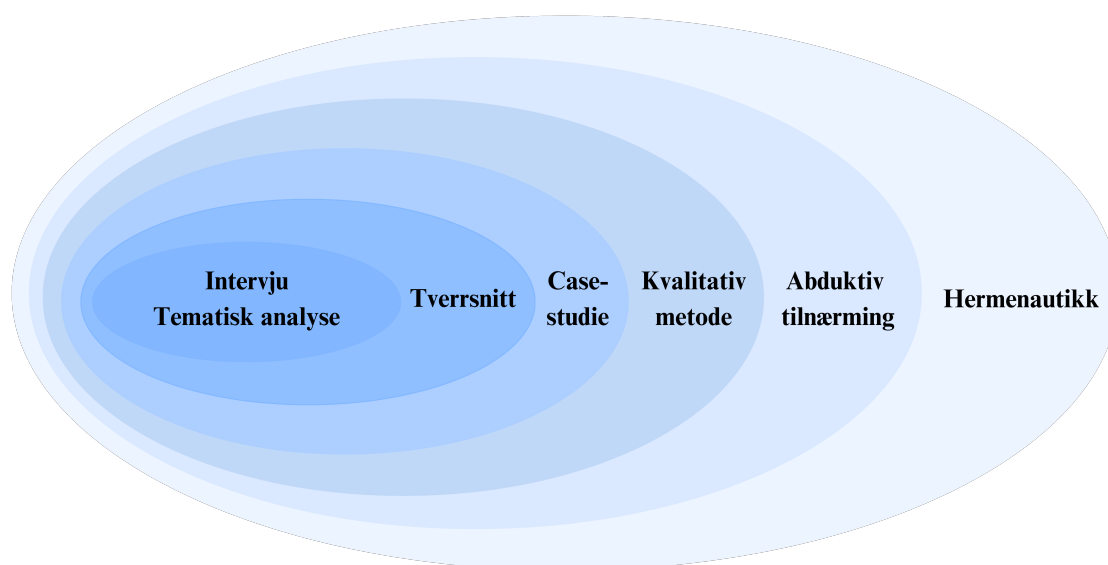 Intervju
Tematisk analyse
Tverrsnitt
Case-
studie
Kvalitativ
metode
Abduktiv
tilnærming
Hermenautikk